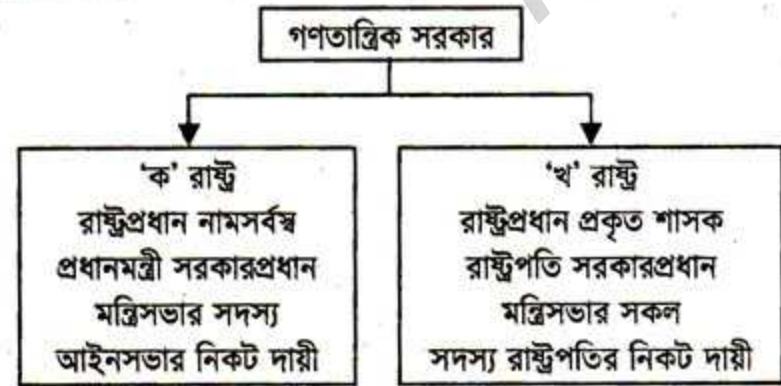 গণতান্ত্রিক সরকার
‘ক’ রাষ্ট্র
রাষ্ট্রপ্রধান নামসর্বস্ব
প্রধানমন্ত্রী সরকারপ্রধান
মন্ত্রিসভার সদস্য
আইনসভার নিকট দায়ী
‘খ’ রাষ্ট্র
রাষ্ট্রপ্রধান প্রকৃত শাসক
রাষ্ট্রপতি সরকারপ্রধান
মন্ত্রিসভার সকল
সদস্য রাষ্ট্রপতির নিকট দায়ী